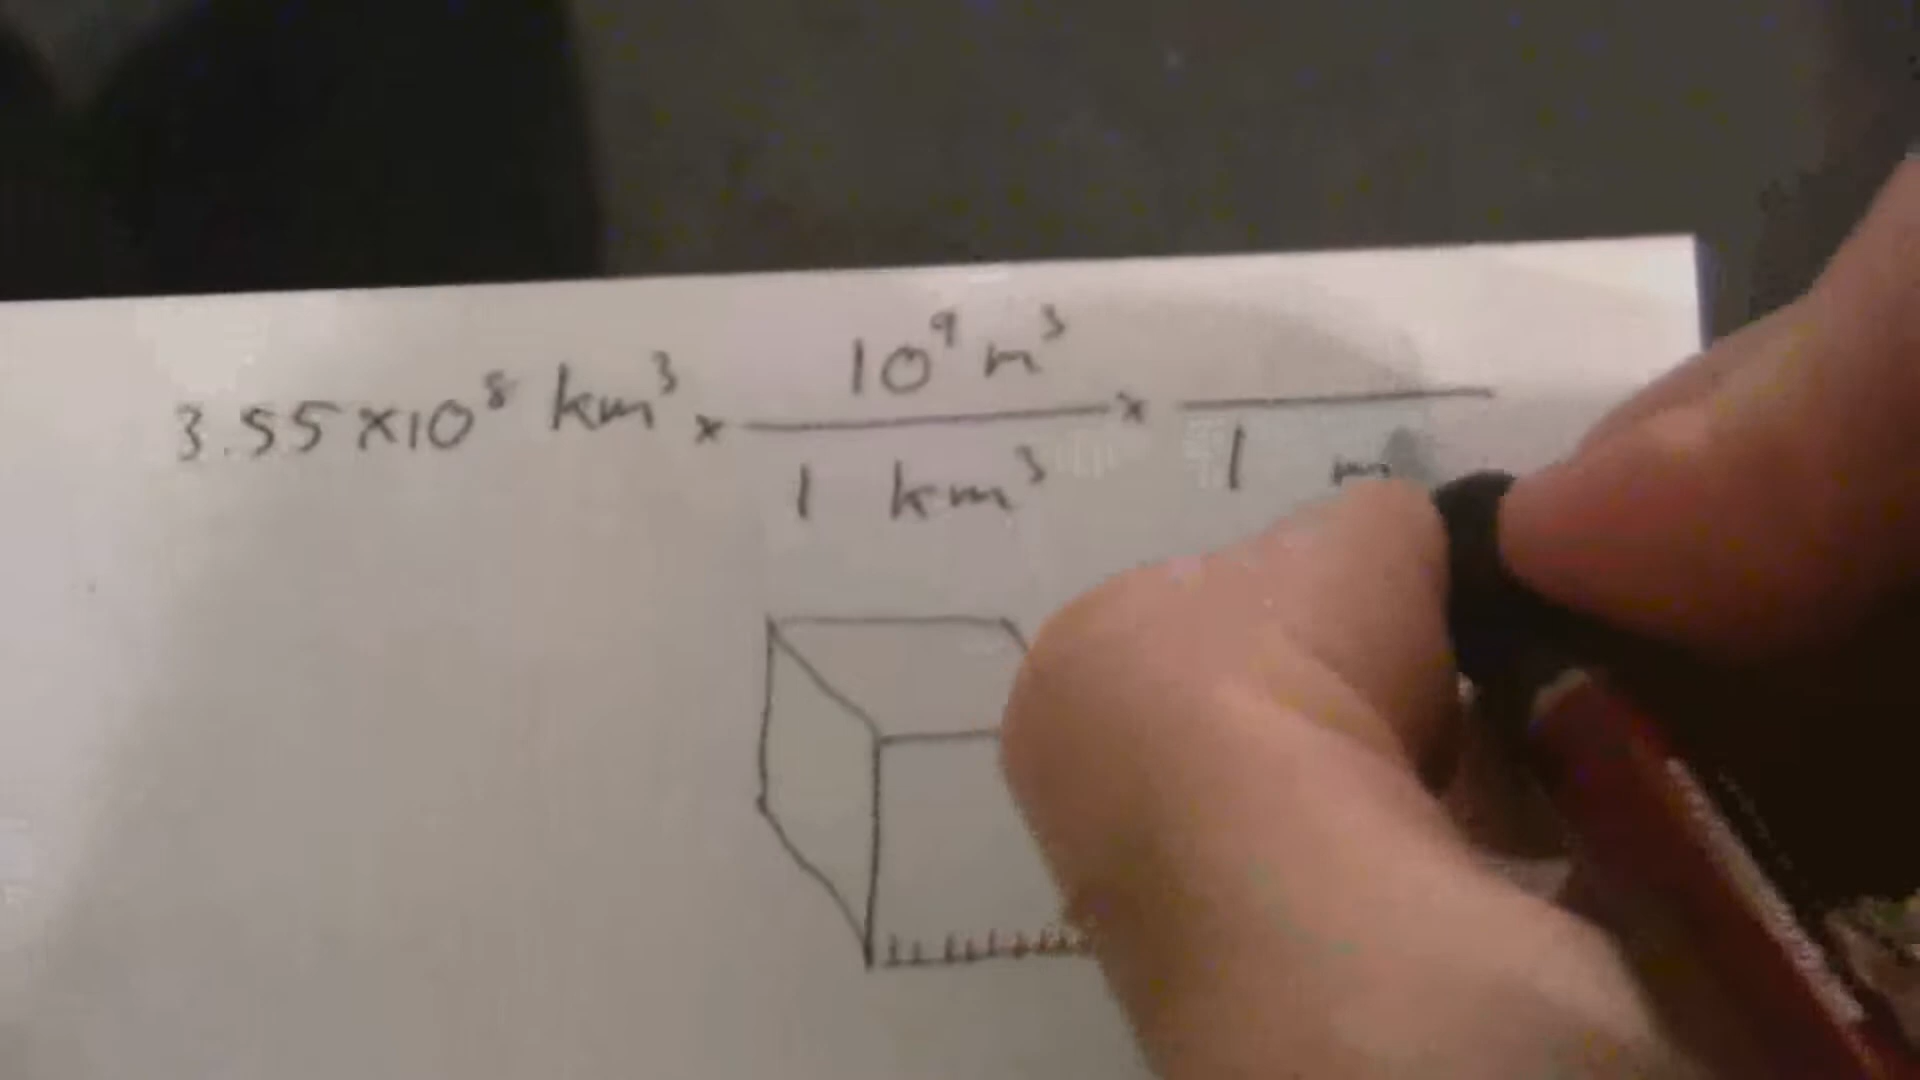 3.55 × 10⁸ km³ × 10⁹ m³ ×
1 km³ 1 m